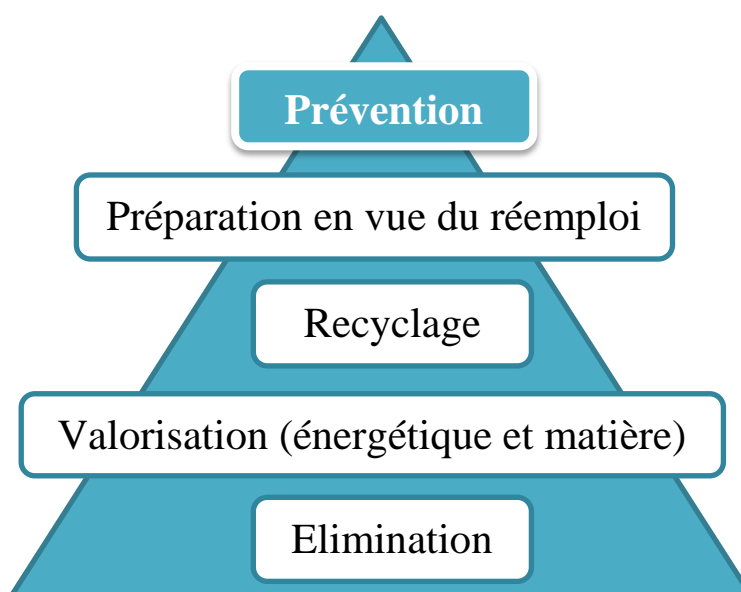 Prévention
Préparation en vue du réemploi
Recyclage
Valorisation (énergétique et matière)
Elimination